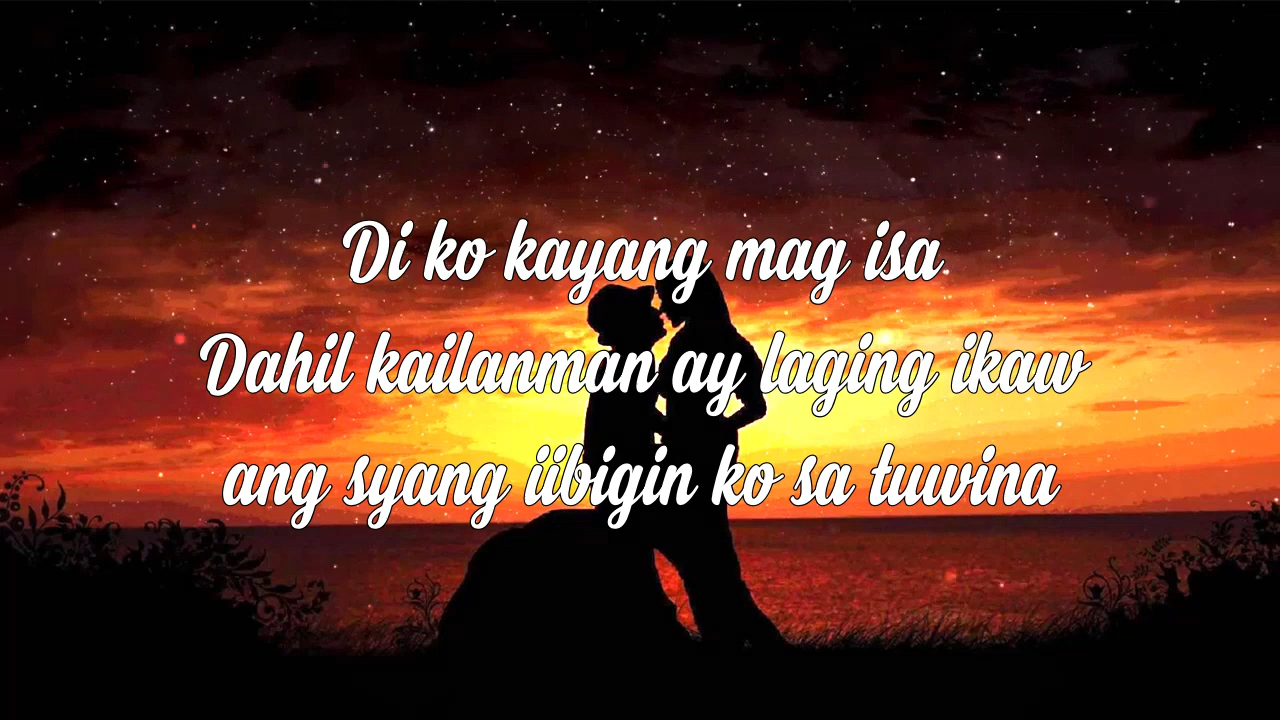 Di ko kayang mag isa
Dahil kailanman ay laging ikaw
ang syang iibigin ko sa tuwina